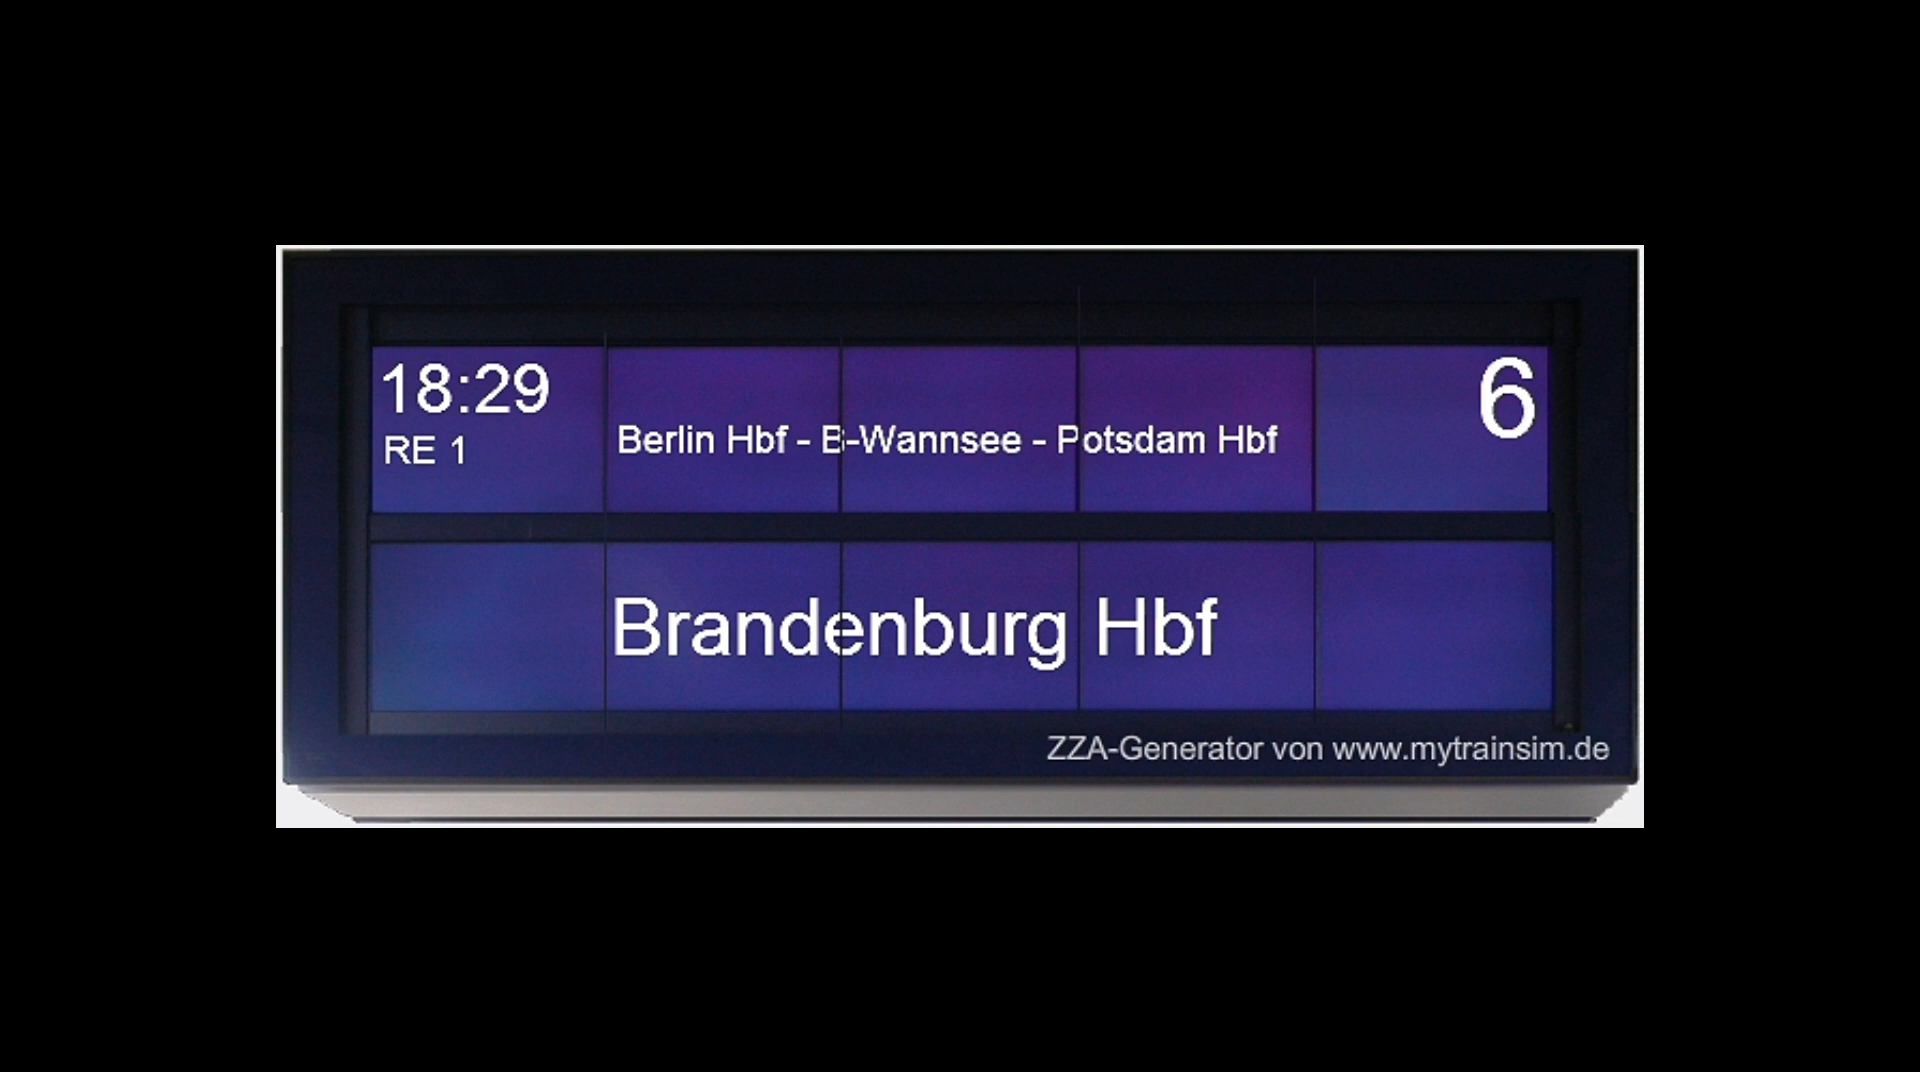 18:29
6
RE 1
Berlin Hbf - B-Wannsee - Potsdam Hbf
Brandenburg Hbf
ZZA-Generator von www.mytrainsim.de